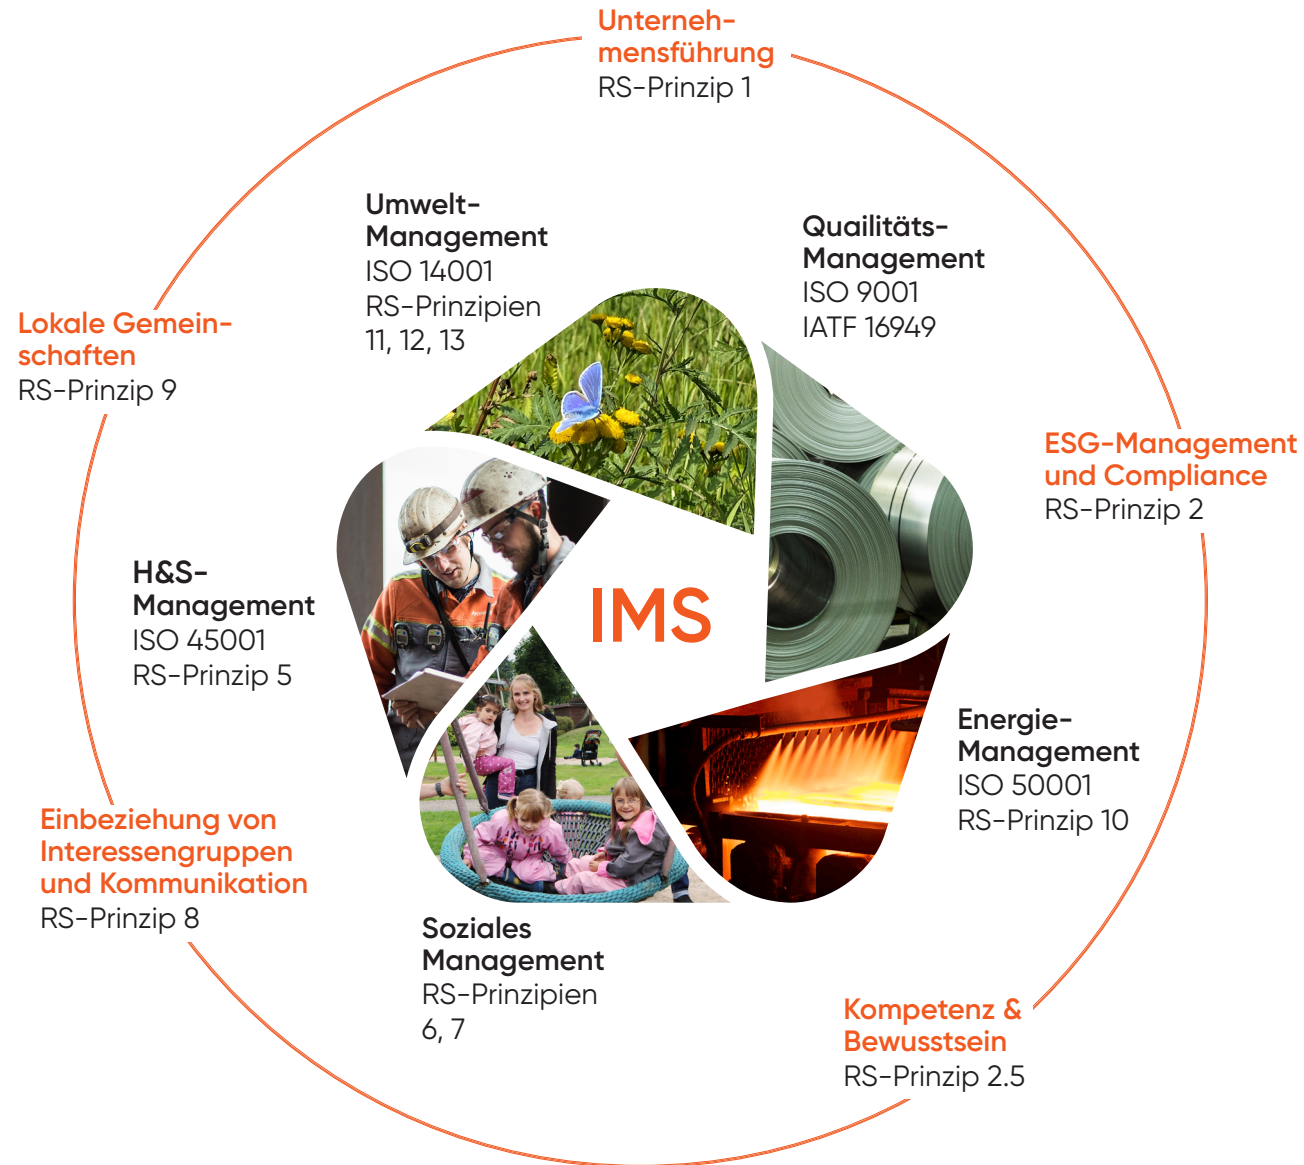 Unterneh-
mensführung
RS-Prinzip 1
Umwelt-
Management
ISO 14001
RS-Prinzipien
11, 12, 13
Quailitäts-
Management
ISO 9001
IATF 16949
Lokale Gemein-
schaften
RS-Prinzip 9
ESG-Management
und Compliance
RS-Prinzip 2
H&S-
Management
ISO 45001
RS-Prinzip 5
IMS
Energie-
Management
ISO 50001
RS-Prinzip 10
Einbeziehung von
Interessengruppen
und Kommunikation
RS-Prinzip 8
Soziales
Management
RS-Prinzipien
6, 7
Kompetenz &
Bewusstsein
RS-Prinzip 2.5